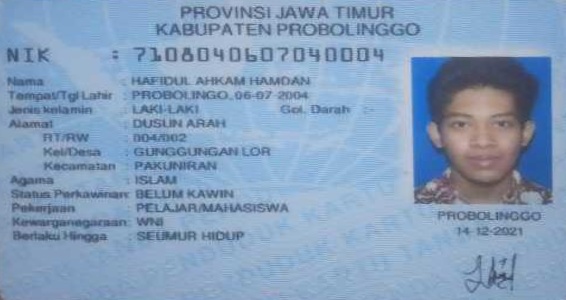 PROVINSI JAWA TIMUR
KABUPATEN PROBOLINGGO
NIK : 7108040607040004
Nama : HAFIDUL AHKAM HAMDAN
Tempat/Tgl Lahir : PROBOLINGO, 06-07-2004
Jenis kelamin : LAKI-LAKI Gol. Darah :-
Alamat : DUSUN ARAH
RT/RW : 004/002
Kel/Desa : GUNGGUNGAN LOR
Kecamatan : PAKUNIRAN
Agama : ISLAM
Status Perkawinan: BELUM KAWIN
Pekerjaan : PELAJAR/MAHASISWA
Kewarganegaraan: WNI
Berlaku Hingga : SEUMUR HIDUP
PROBOLINGGO
14-12-2021